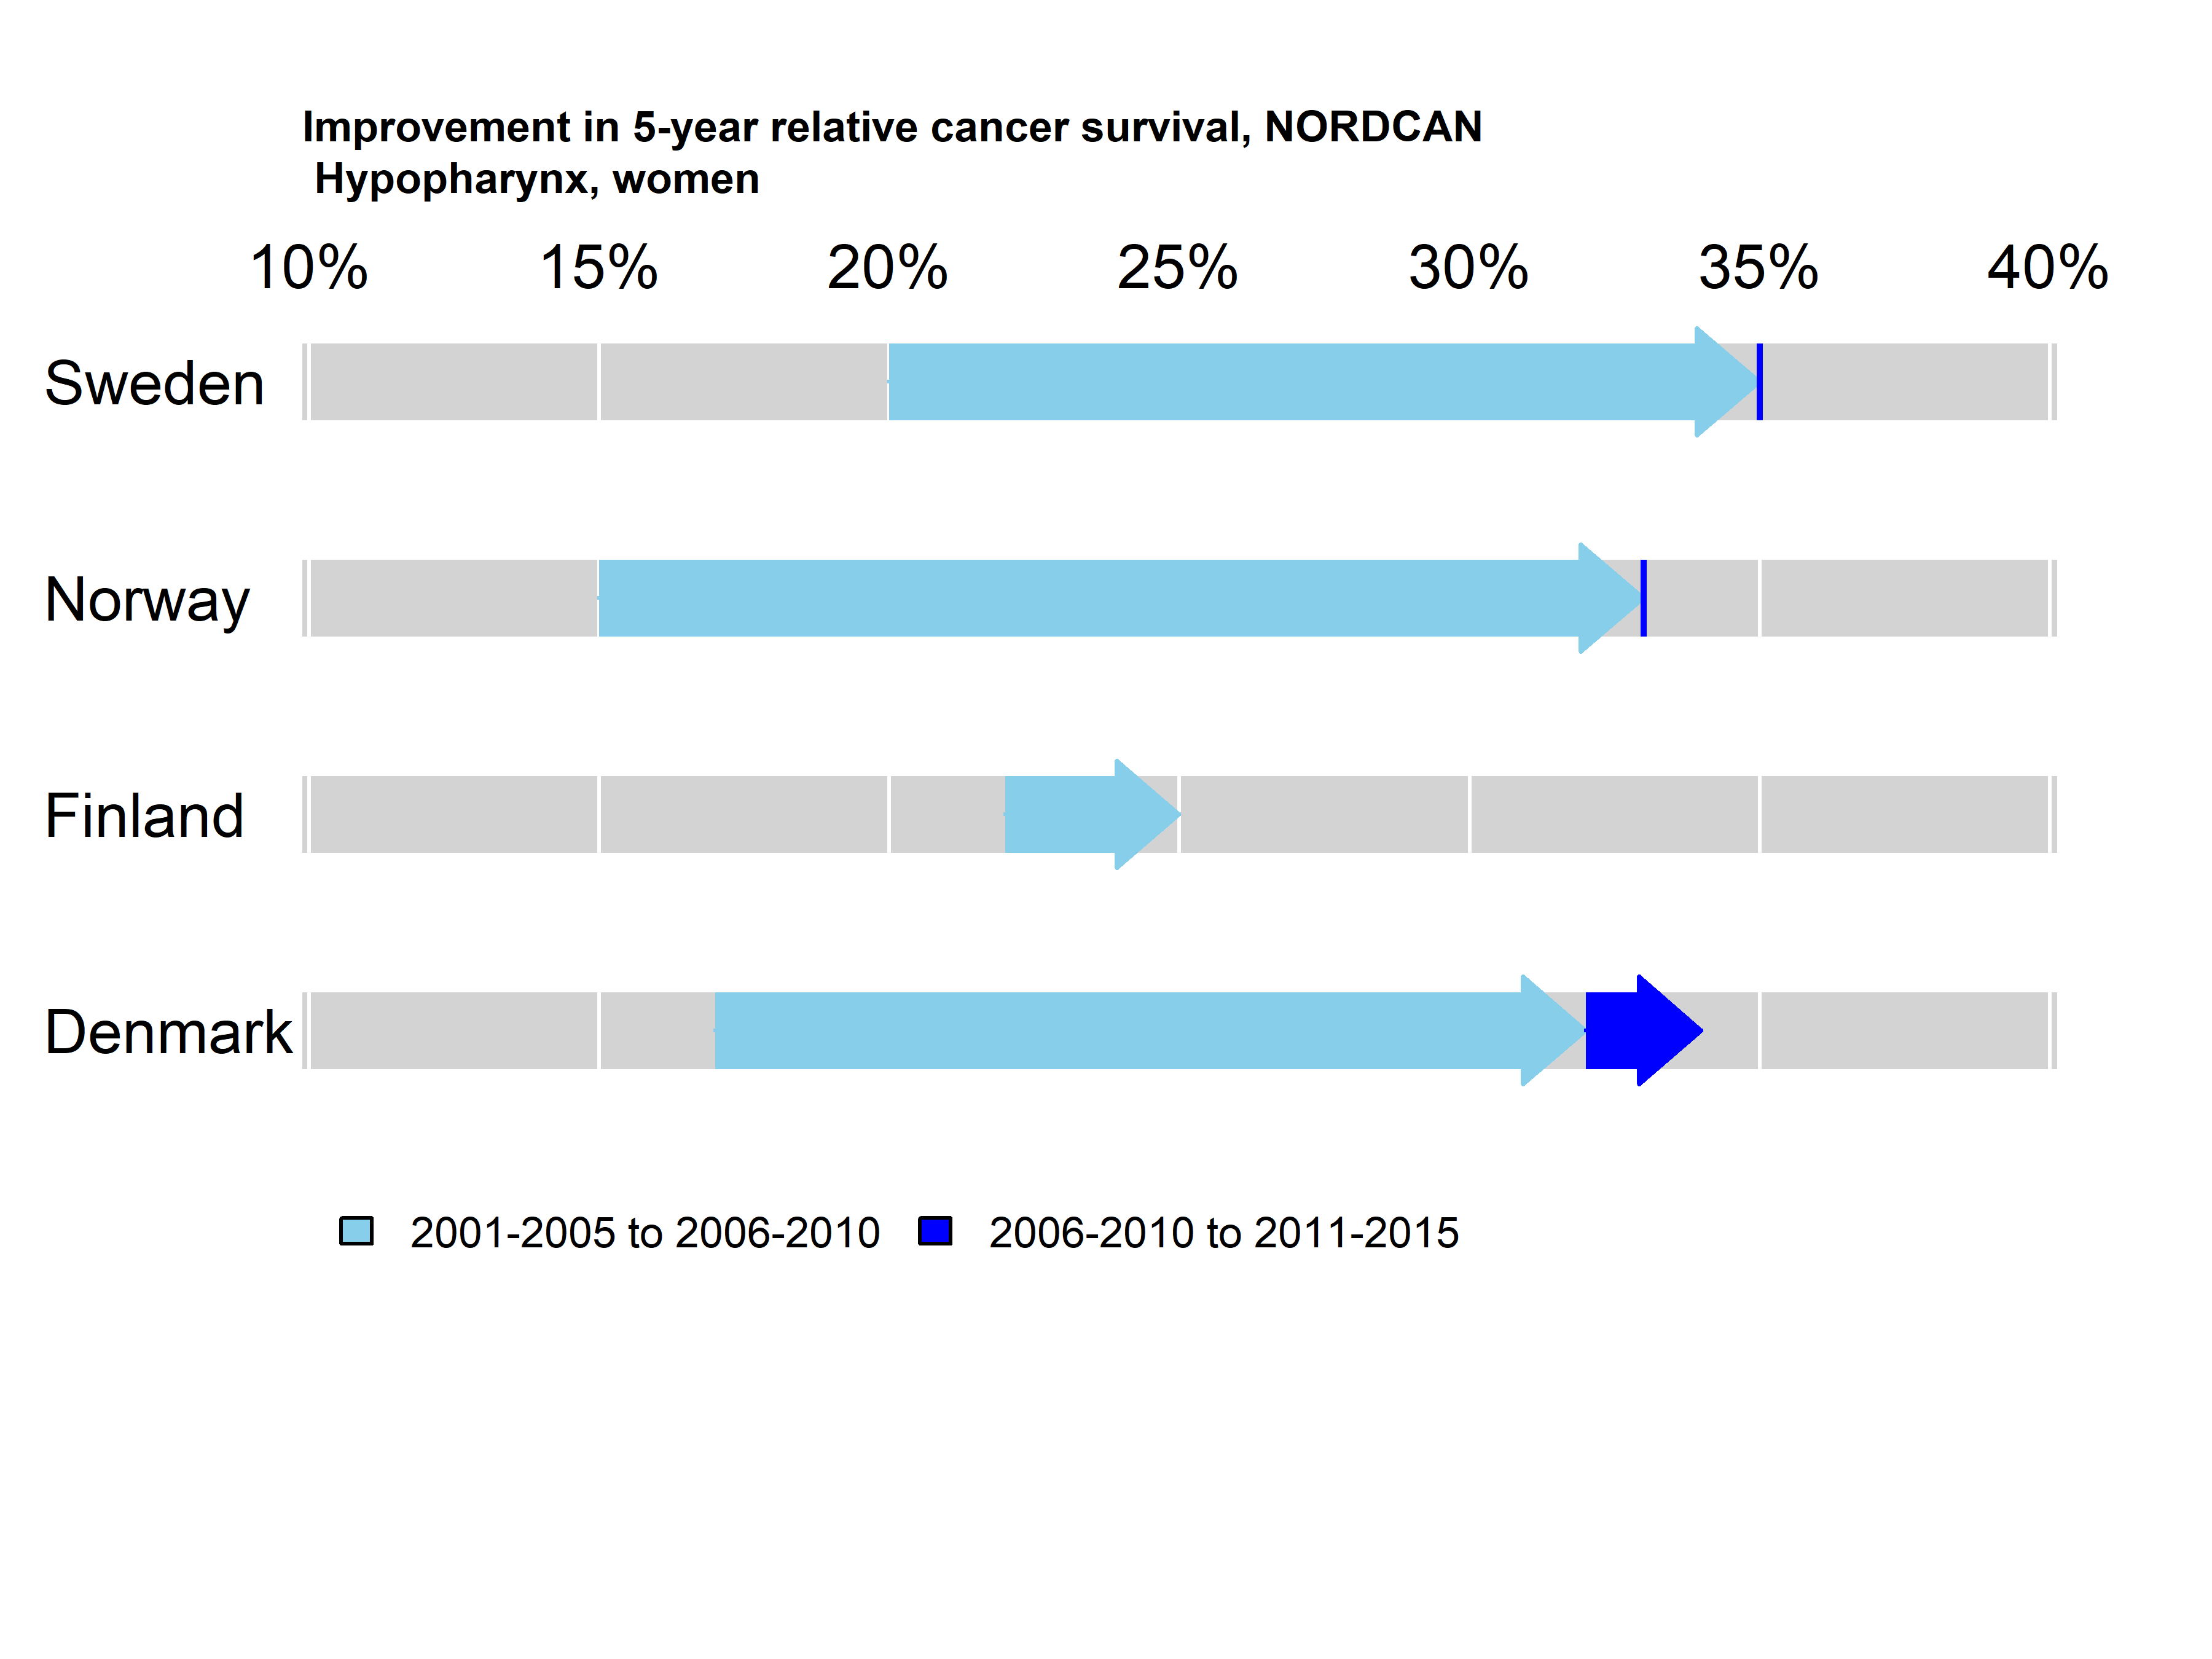 Improvement in 5-year relative cancer survival, NORDCAN
Hypopharynx, women
10% 15% 20% 25% 30% 35% 40%
Sweden
Norway
Finland
Denmark
2001-2005 to 2006-2010 2006-2010 to 2011-2015